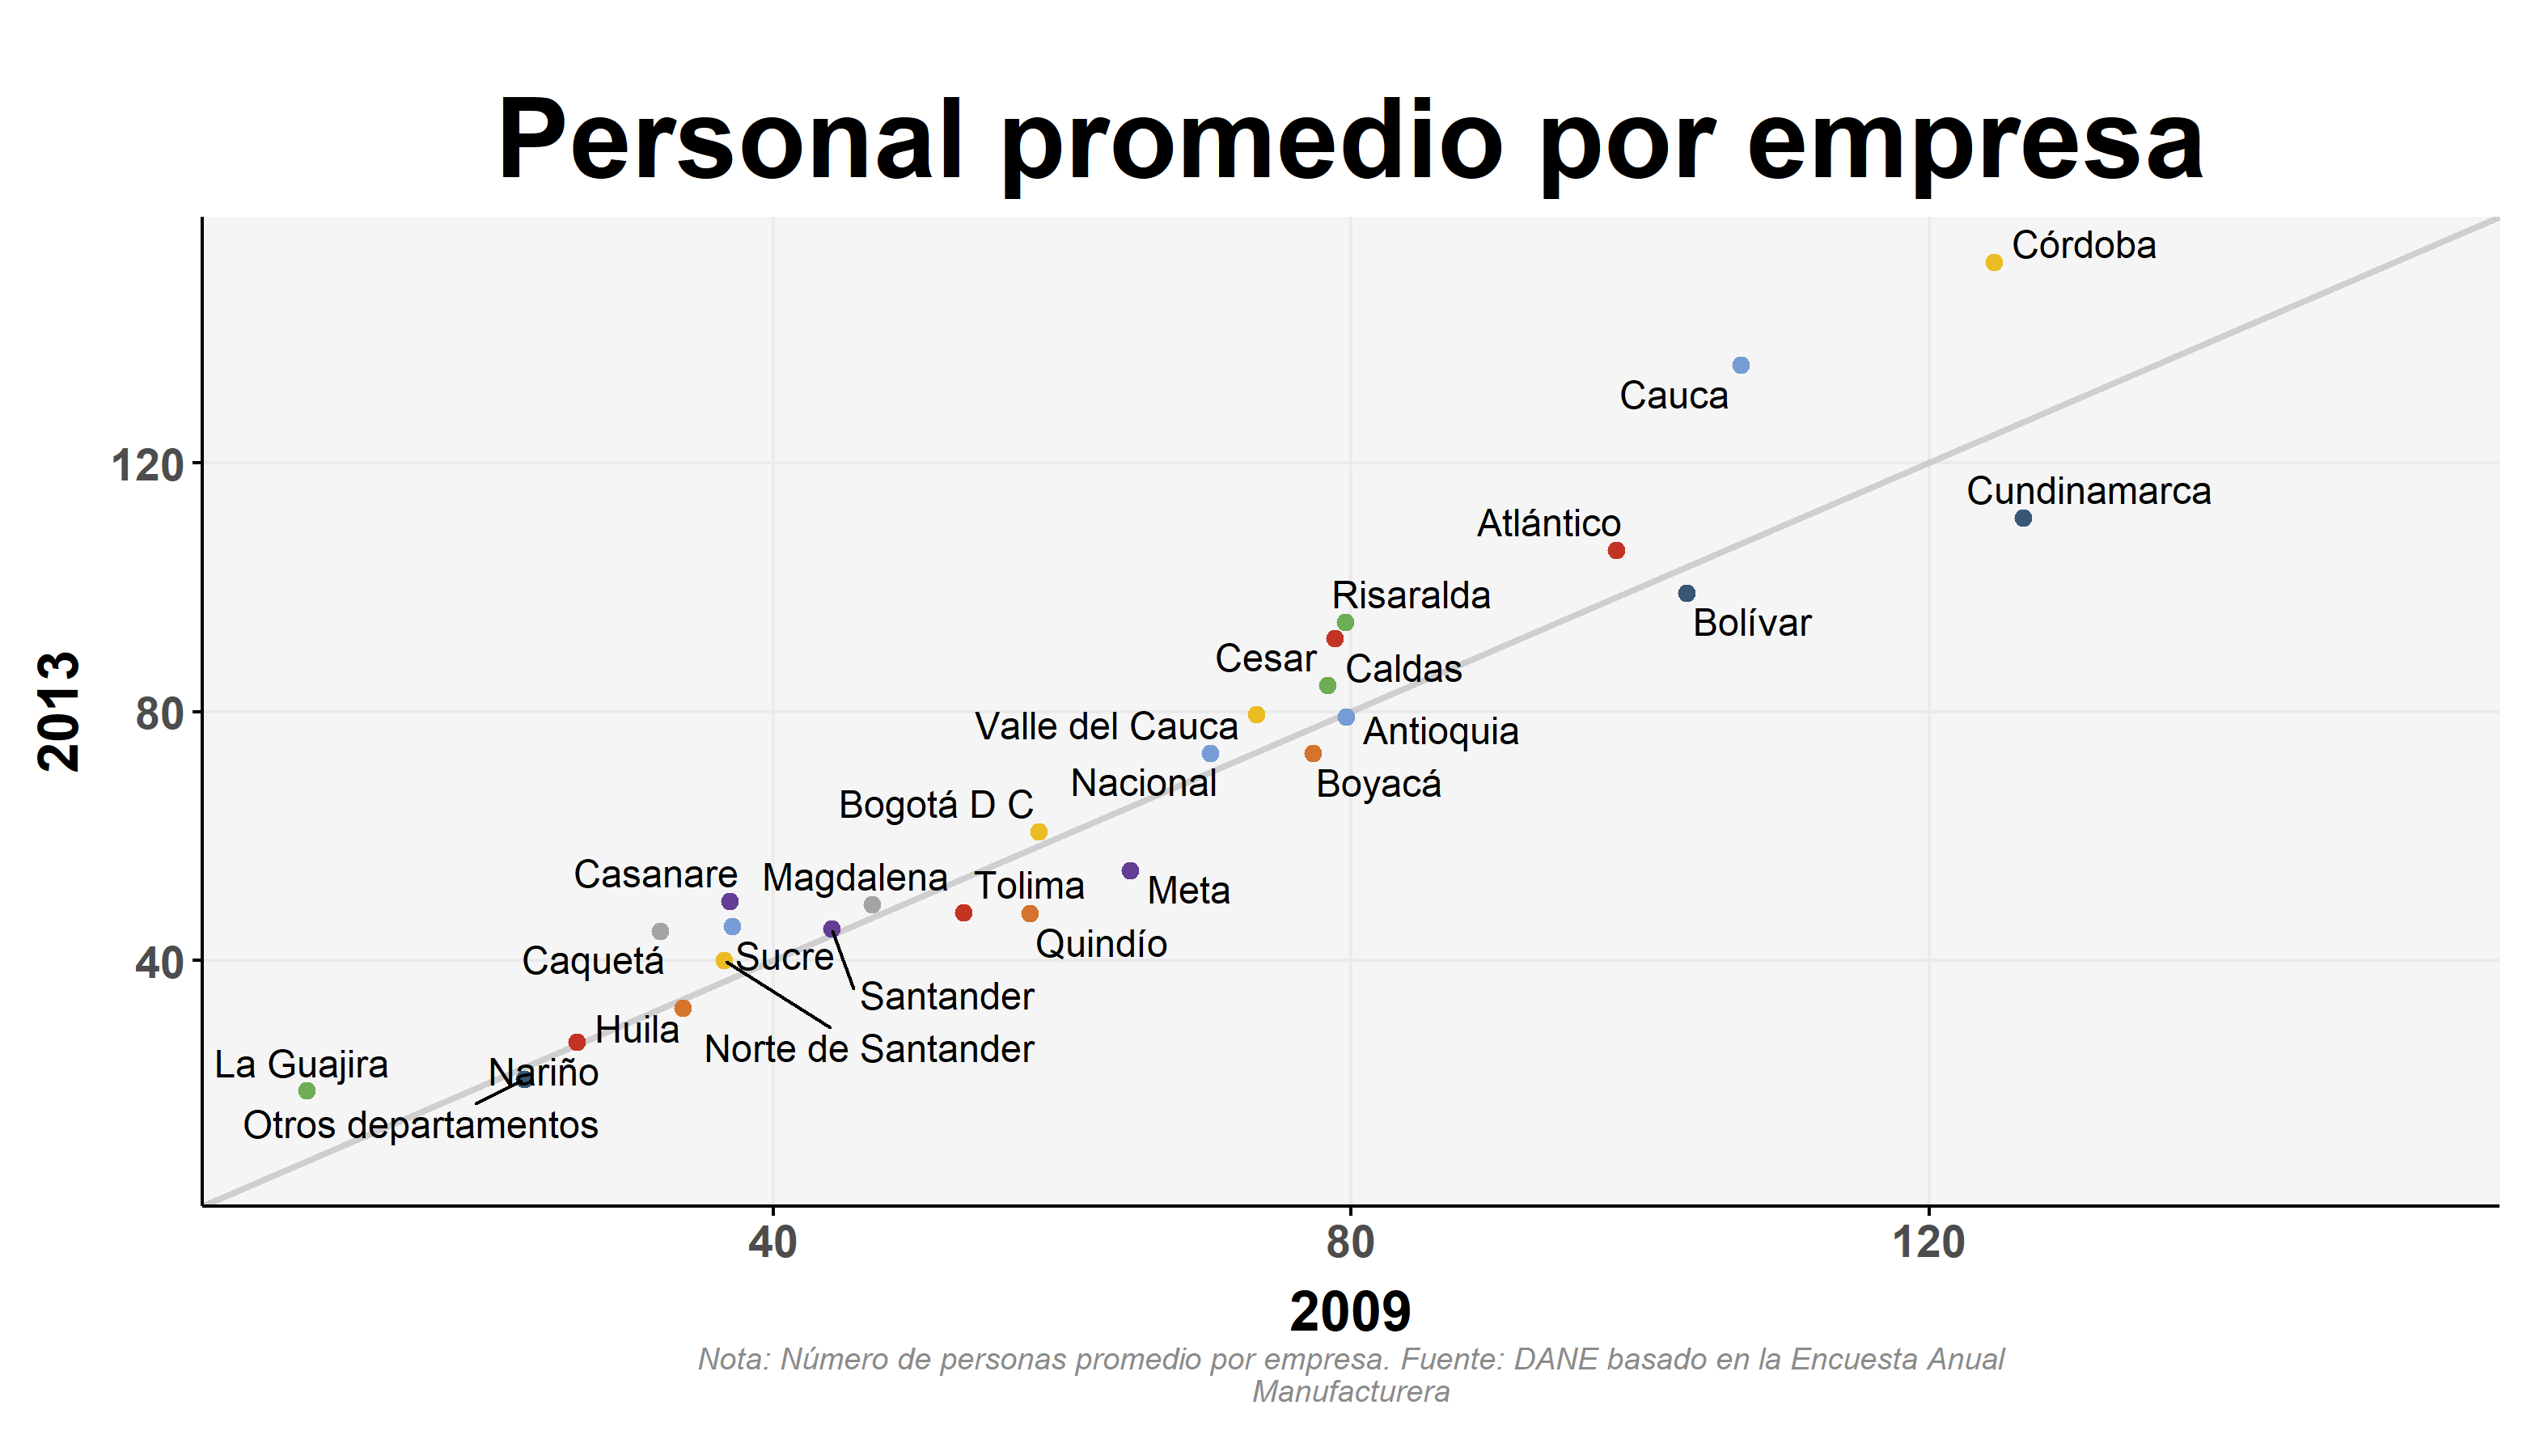 Personal promedio por empresa
Córdoba
Cauca
120
Cundinamarca
Atlántico
Risaralda
Bolívar
Cesar
Caldas
2013
80
Valle del Cauca
Antioquia
Nacional
Boyacá
Bogotá D C
Casanare
Magdalena
Tolima
Meta
Quindío
40
Caquetá
Sucre
Santander
Huila
Norte de Santander
La Guajira
Nariño
Otros departamentos
40
80
120
2009
Nota: Número de personas promedio por empresa. Fuente: DANE basado en la Encuesta Anual
Manufacturera